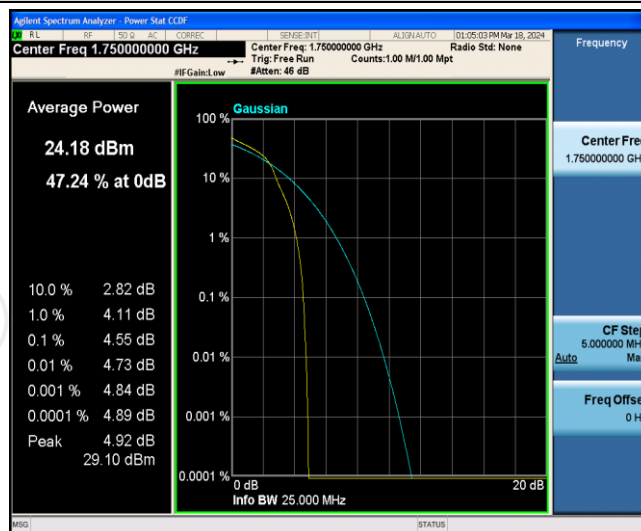 Agilent Spectrum Analyzer - Power Stat CCDF
RL RF 50 Ω AC CORREC SENSE:INT ALIGNAUTO 01:05:03 PM Mar 18, 2024
Center Freq 1.750000000 GHz
Center Freq: 1.750000000 GHz Radio Std: None
Trig: Free Run Counts:1.00 M/1.00 Mpt
#IFGain:Low #Atten: 46 dB
Frequency
Average Power
24.18 dBm
47.24 % at 0dB
10.0 % 2.82 dB
1.0 % 4.11 dB
0.1 % 4.55 dB
0.01 % 4.73 dB
0.001 % 4.84 dB
0.0001 % 4.89 dB
Peak 4.92 dB
29.10 dBm
Gaussian
100 %
10 %
1 %
0.1 %
0.01 %
0.001 %
0.0001 %
0 dB 20 dB
Info BW 25.000 MHz
Center Fre
1.750000000 GH
CF Step
5.000000 MH
Auto Ma
Freq Offse
0 H
MSG STATUS